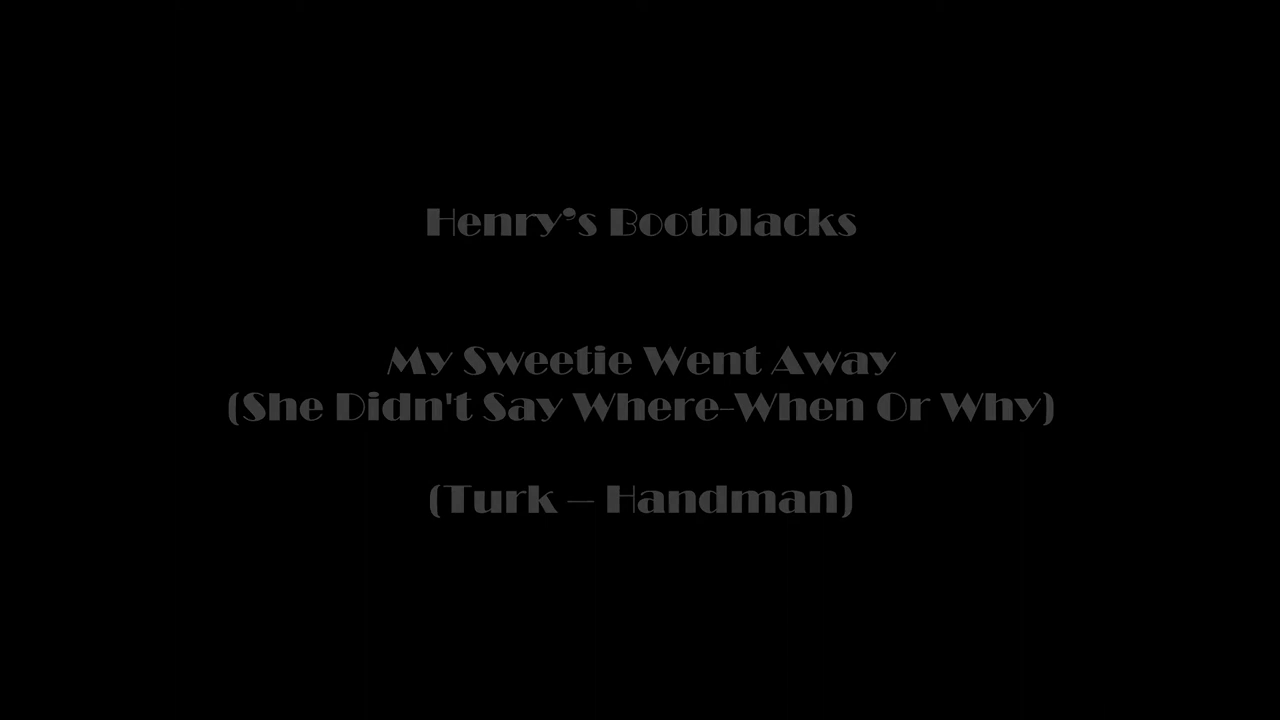 Henry’s Bootblacks
My Sweetie Went Away
(She Didn't Say Where-When Or Why)
(Turk – Handman)